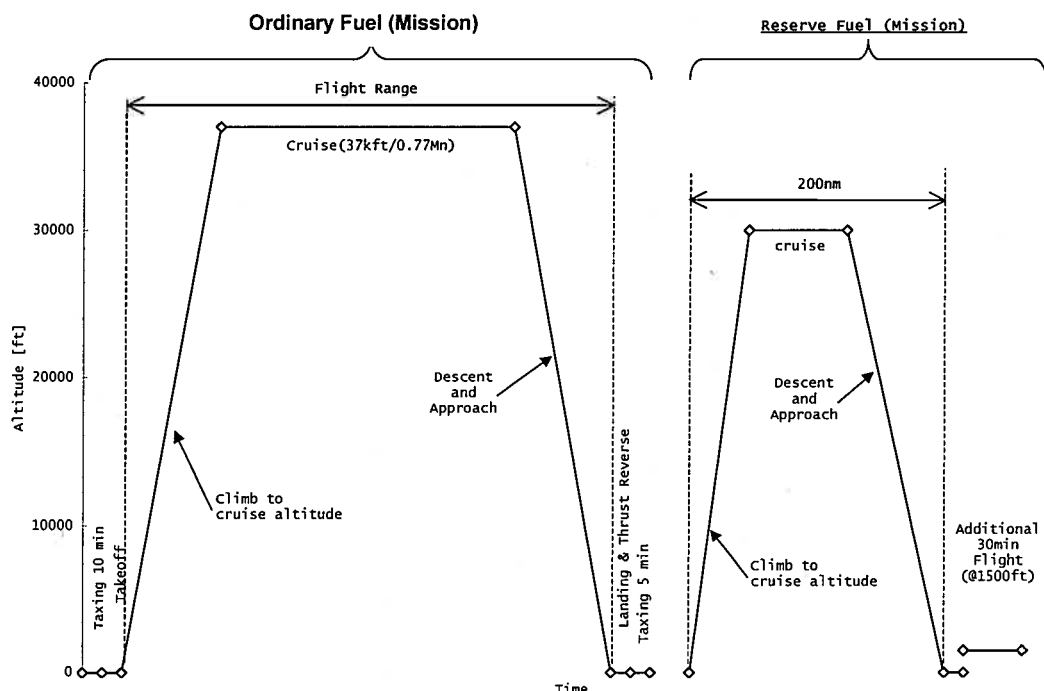 Ordinary Fuel (Mission)
Reserve Fuel (Mission)
40000
Flight Range
Cruise(37kft/0.77Mn)
200nm
30000
cruise
Altitude [ft]
20000
Descent
and
Approach
Descent
and
Approach
Climb to
cruise altitude
10000
Taxing 10 min
Takeoff
Landing & Thrust Reverse
Taxing 5 min
Climb to
cruise altitude
Additional
30min
Flight
(@1500ft)
0
Time